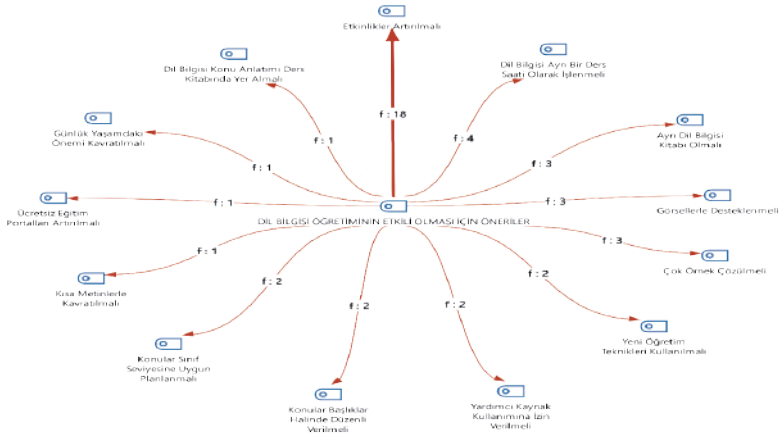 Etkinlikler Artırılmalı
Dil Bilgisi Konu Anlatımı Ders
Kitabında Yer Almalı
Dil Bilgisi Ayrı Bir Ders
Saati Olarak İşlenmeli
f: 18
f: 1
f: 4
Günlük Yaşamdaki
Önemi Kavratılmalı
Ayrı Dil Bilgisi
Kitabı Olmalı
f: 1
f: 3
Ücretsiz Eğitim
Portalları Artırılmalı
f: 1
f: 3
Görsellerle Desteklenmeli
DİL BİLGİSİ ÖĞRETİMİNİN ETKİLİ OLMASI İÇİN ÖNERİLER
f: 1
f: 3
Kısa Metinlerle
Kavratılmalı
Çok Örnek Çözülmeli
f: 2
f: 2
f: 2
f: 2
Konular Sınıf
Seviyesine Uygun
Planlanmalı
Yeni Öğretim
Teknikleri Kullanılmalı
Konular Başlıklar
Halinde Düzenli
Verilmeli
Yardımcı Kaynak
Kullanımına İzin
Verilmeli